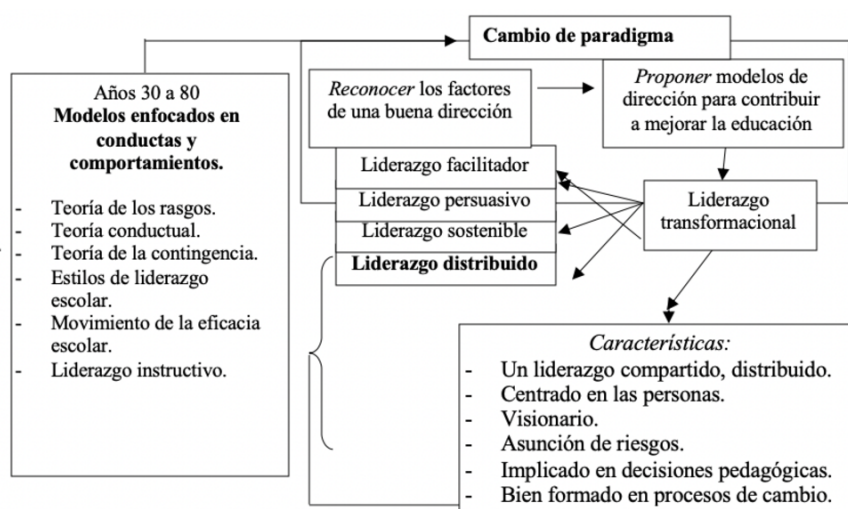 Cambio de paradigma
Años 30 a 80
Modelos enfocados en
conductas y
comportamientos.
- Teoría de los rasgos.
- Teoría conductual.
- Teoría de la contingencia.
- Estilos de liderazgo
escolar.
- Movimiento de la eficacia
escolar.
- Liderazgo instructivo.
Reconocer los factores
de una buena dirección
Proponer modelos de
dirección para contribuir
a mejorar la educación
Liderazgo facilitador
Liderazgo persuasivo
Liderazgo sostenible
Liderazgo distribuido
Liderazgo
transformacional
Características:
- Un liderazgo compartido, distribuido.
- Centrado en las personas.
- Visionario.
- Asunción de riesgos.
- Implicado en decisiones pedagógicas.
- Bien formado en procesos de cambio.